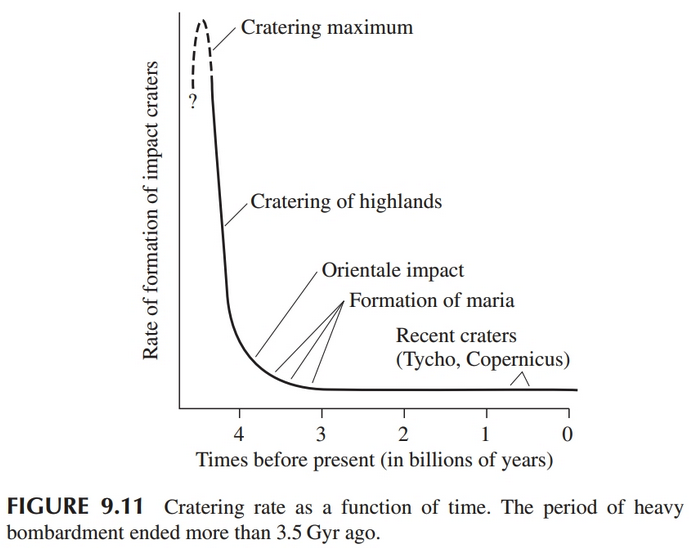 Cratering maximum
?
Rate of formation of impact craters
Cratering of highlands
Orientale impact
Formation of maria
Recent craters
(Tycho, Copernicus)
4 3 2 1 0
Times before present (in billions of years)
FIGURE 9.11 Cratering rate as a function of time. The period of heavy
bombardment ended more than 3.5 Gyr ago.